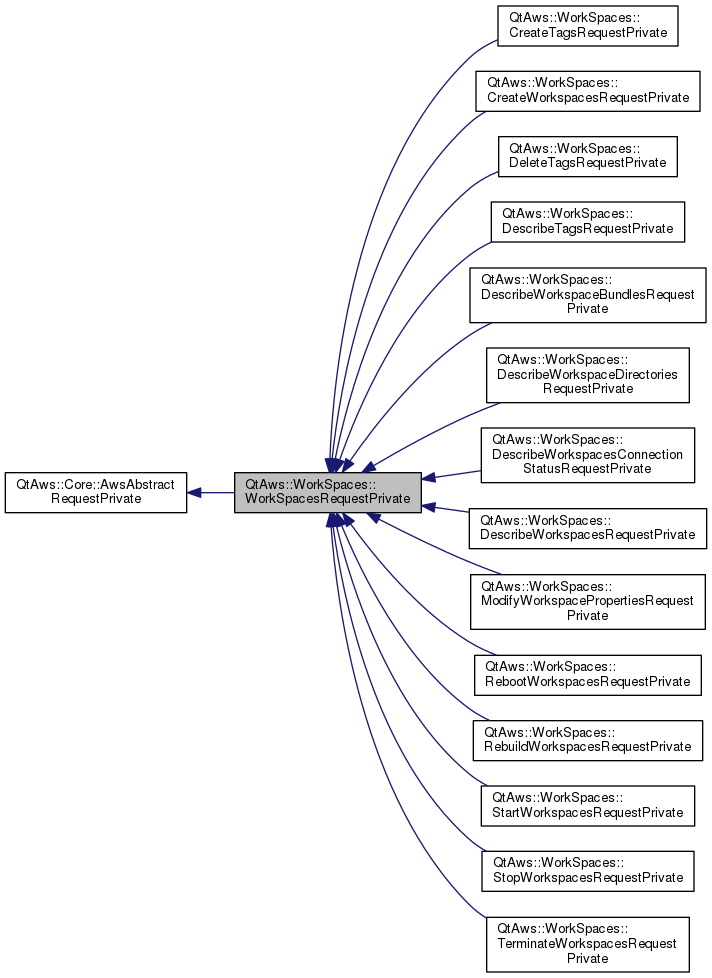 QtAws::WorkSpaces::
CreateTagsRequestPrivate
QtAws::WorkSpaces::
CreateWorkspacesRequestPrivate
QtAws::WorkSpaces::
DeleteTagsRequestPrivate
QtAws::WorkSpaces::
DescribeTagsRequestPrivate
QtAws::WorkSpaces::
DescribeWorkspaceBundlesRequest
Private
QtAws::WorkSpaces::
DescribeWorkspaceDirectories
RequestPrivate
QtAws::WorkSpaces::
DescribeWorkspacesConnection
StatusRequestPrivate
QtAws::Core::AwsAbstract
RequestPrivate
QtAws::WorkSpaces::
WorkSpacesRequestPrivate
QtAws::WorkSpaces::
DescribeWorkspacesRequestPrivate
QtAws::WorkSpaces::
ModifyWorkspacePropertiesRequest
Private
QtAws::WorkSpaces::
RebootWorkspacesRequestPrivate
QtAws::WorkSpaces::
RebuildWorkspacesRequestPrivate
QtAws::WorkSpaces::
StartWorkspacesRequestPrivate
QtAws::WorkSpaces::
StopWorkspacesRequestPrivate
QtAws::WorkSpaces::
TerminateWorkspacesRequest
Private